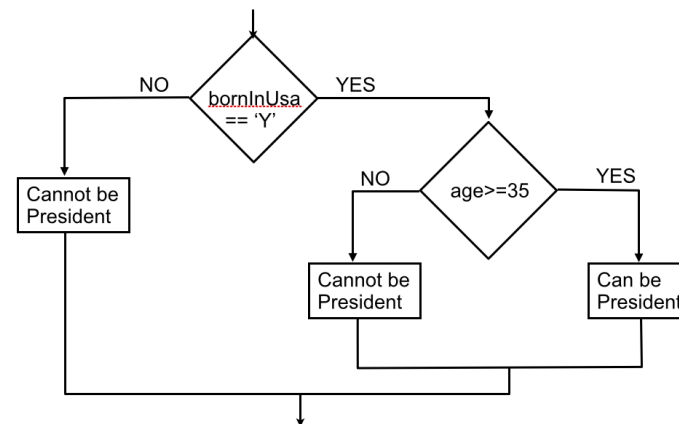 NO
YES
bornInUsa
== ‘Y’
NO
YES
age>=35
Cannot be
President
Cannot be
President
Can be
President